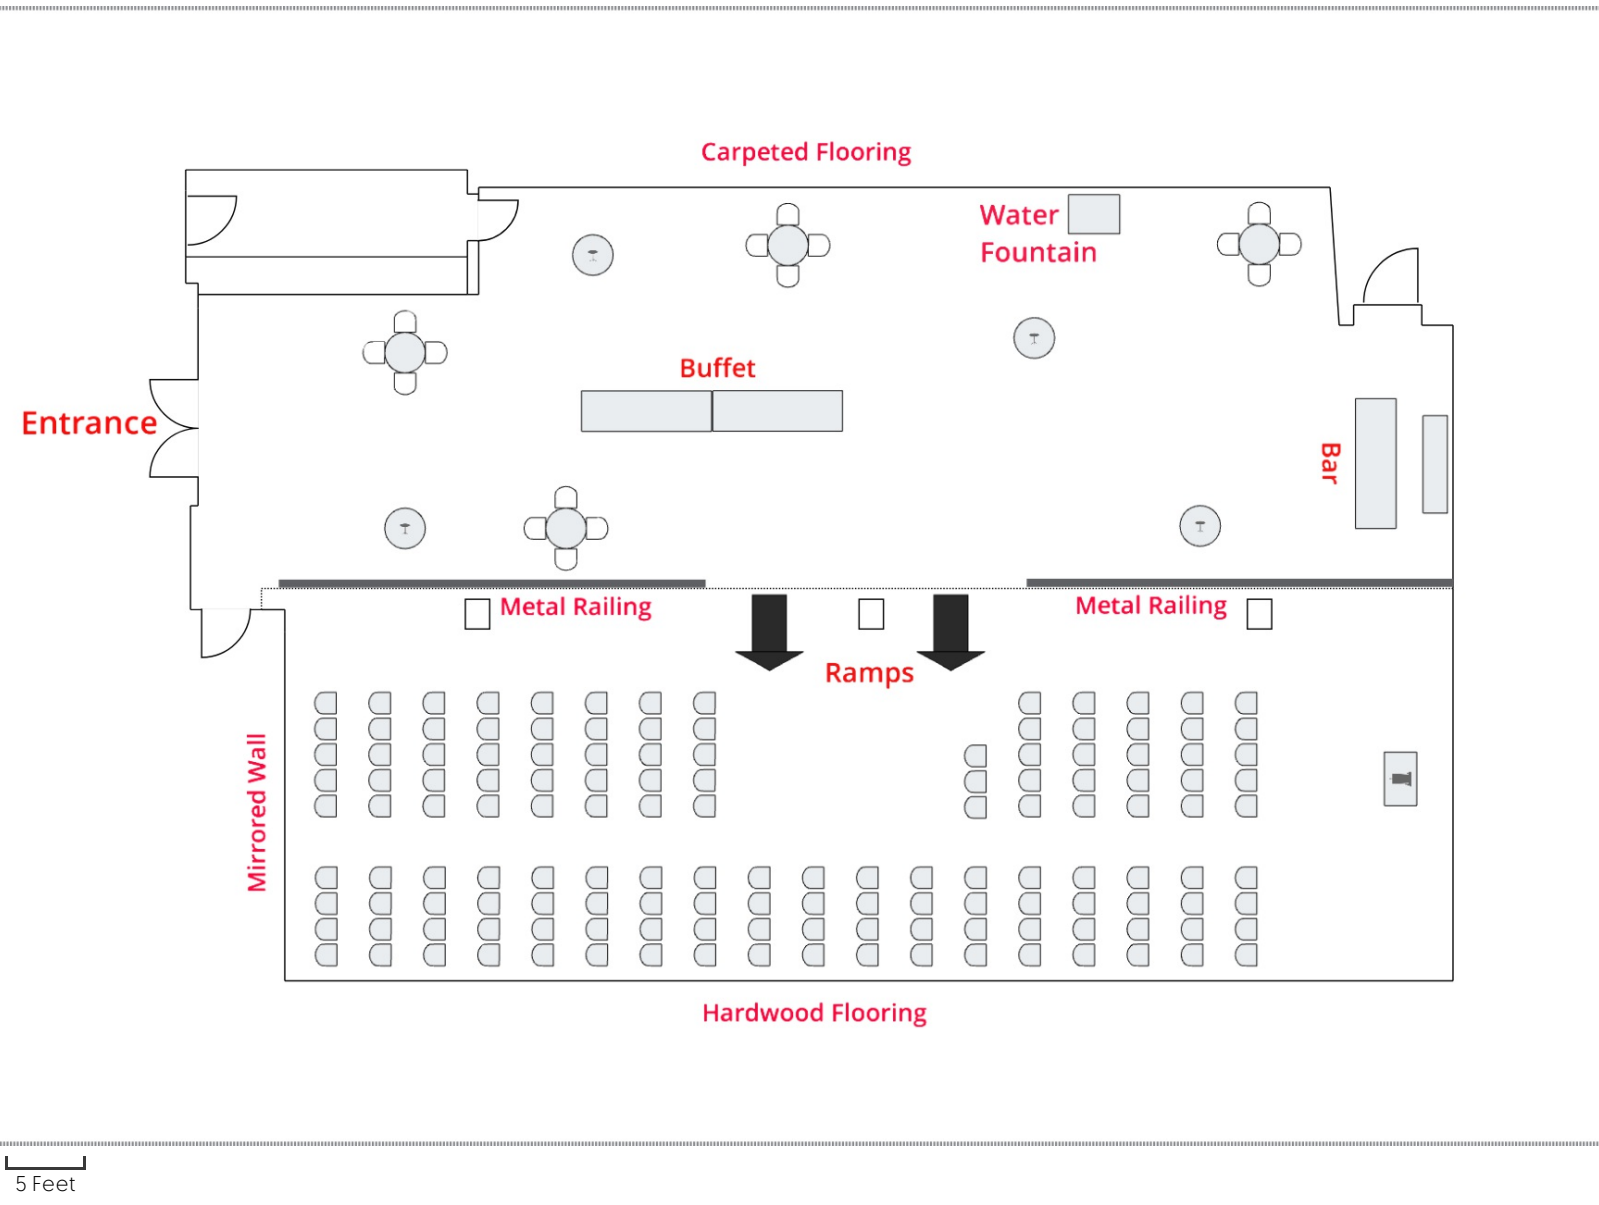 Carpeted Flooring
Water
Fountain
Buffet
Entrance
Bar
Metal Railing
Metal Railing
Ramps
Mirrored Wall
Hardwood Flooring
5 Feet